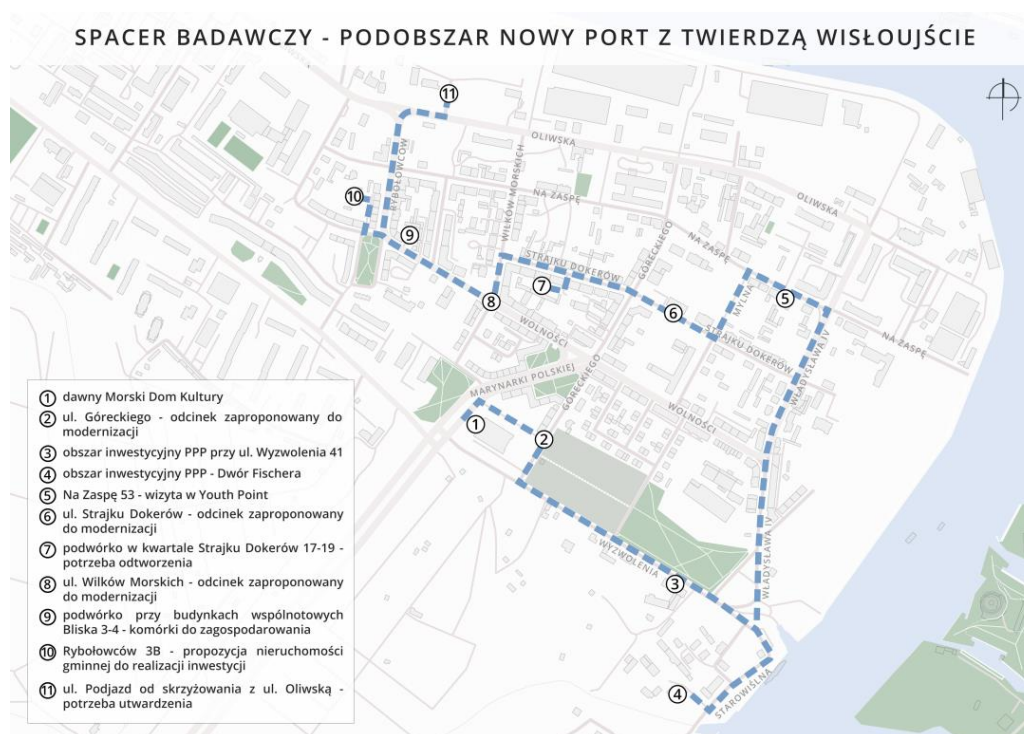 SPACER BADAWCZY - PODOBSZAR NOWY PORT Z TWIERDZĄ WISŁOUJŚCIE
11
OLIWSKA
RYBOŁOWCÓW
WILKÓW MORSKICH
10
NA ZASPĘ
OLIWSKA
9
GÓRECKIEGO
NA ZASPĘ
STRAJKU DOKERÓW
7
8
5
MYLNA
6
WOLNOŚCI
STRAJKU DOKERÓW
NA ZASPĘ
WŁADYSŁAWA IV
MARYNARKI POLSKIEJ
GÓRECKIEGO
WOLNOŚCI
1
2
WYZWOLENIA
3
WŁADYSŁAWA IV
4
STAROWIŚLNA
1 dawny Morski Dom Kultury
2 ul. Góreckiego - odcinek zaproponowany do
modernizacji
3 obszar inwestycyjny PPP przy ul. Wyzwolenia 41
4 obszar inwestycyjny PPP - Dwór Fischera
5 Na Zaspę 53 - wizyta w Youth Point
6 ul. Strajku Dokerów - odcinek zaproponowany
do modernizacji
7 podwórko w kwartale Strajku Dokerów 17-19 -
potrzeba odtworzenia
8 ul. Wilków Morskich - odcinek zaproponowany
do modernizacji
9 podwórko przy budynkach wspólnotowych
Bliska 3-4 - komórki do zagospodarowania
10 Rybołowców 3B - propozycja nieruchomości
gminnej do realizacji inwestycji
11 ul. Podjazd od skrzyżowania z ul. Oliwską -
potrzeba utwardzenia